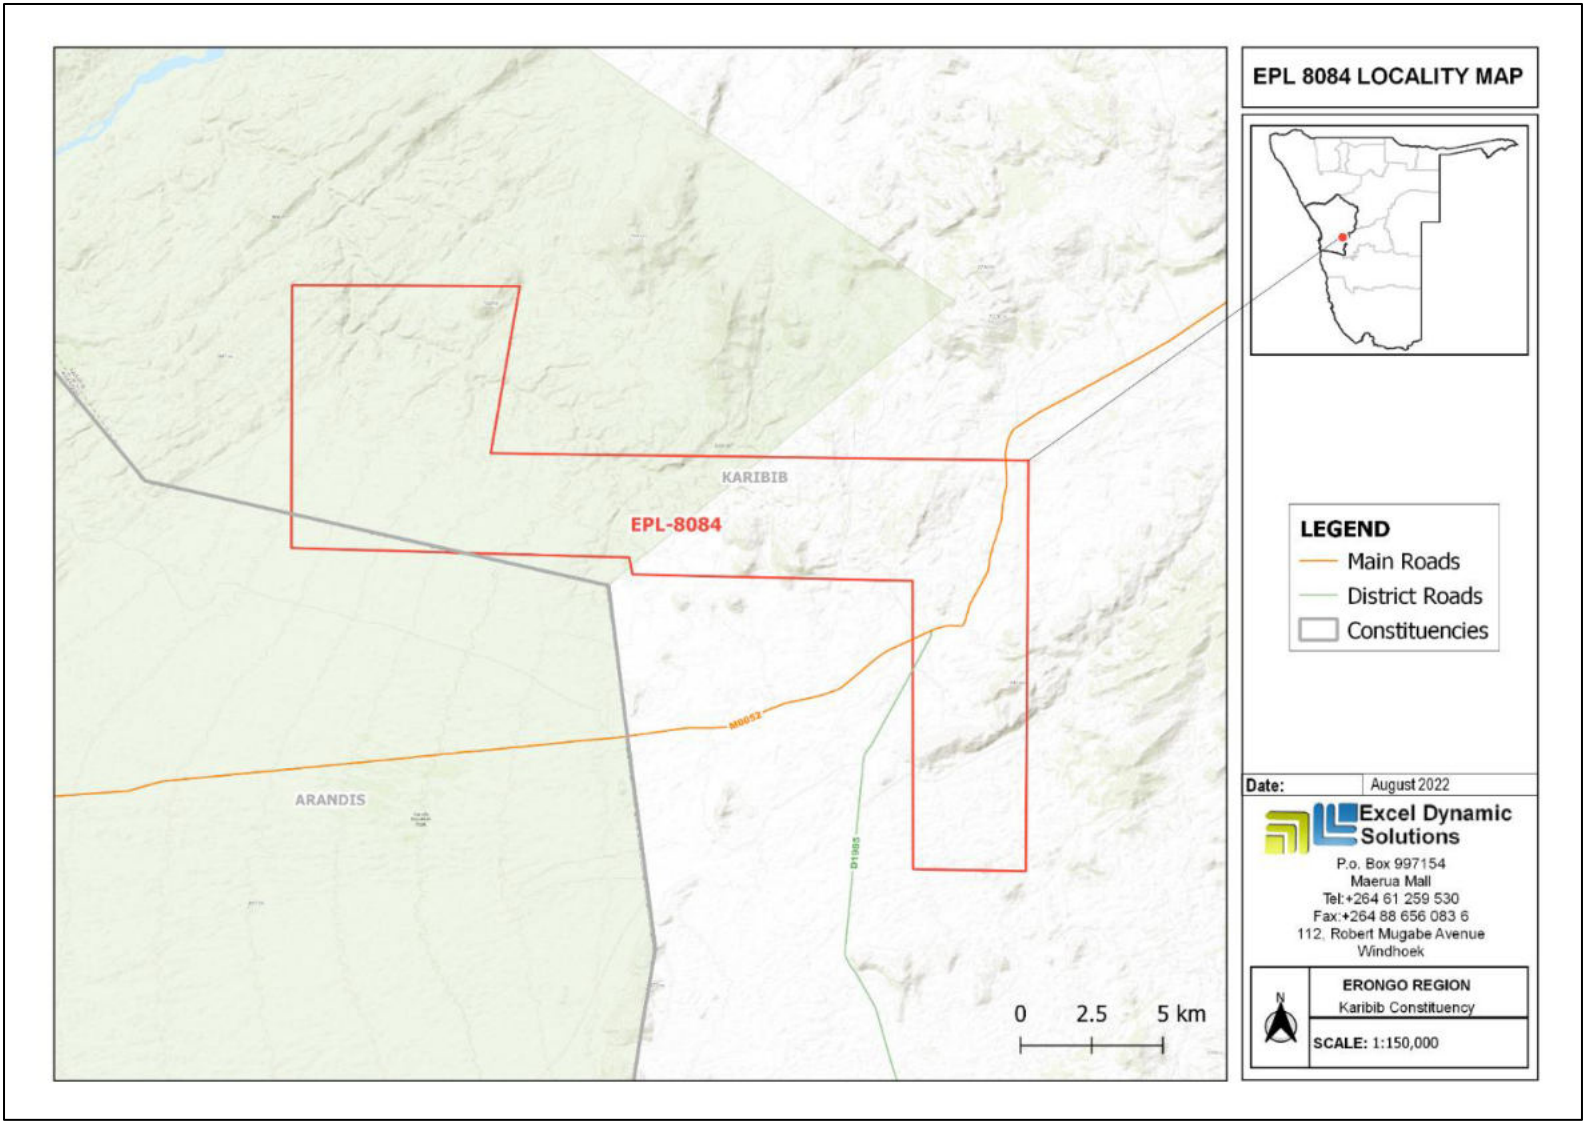 EPL 8084 LOCALITY MAP
KARIBIB
EPL-8084
M0052
ARANDIS
D1985
0 2.5 5 km
LEGEND
Main Roads
District Roads
Constituencies
Date: August 2022
Excel Dynamic
Solutions
P.o. Box 997154
Maerua Mall
Tel:+264 61 259 530
Fax:+264 88 656 083 6
112, Robert Mugabe Avenue
Windhoek
N
ERONGO REGION
Karibib Constituency
SCALE: 1:150,000